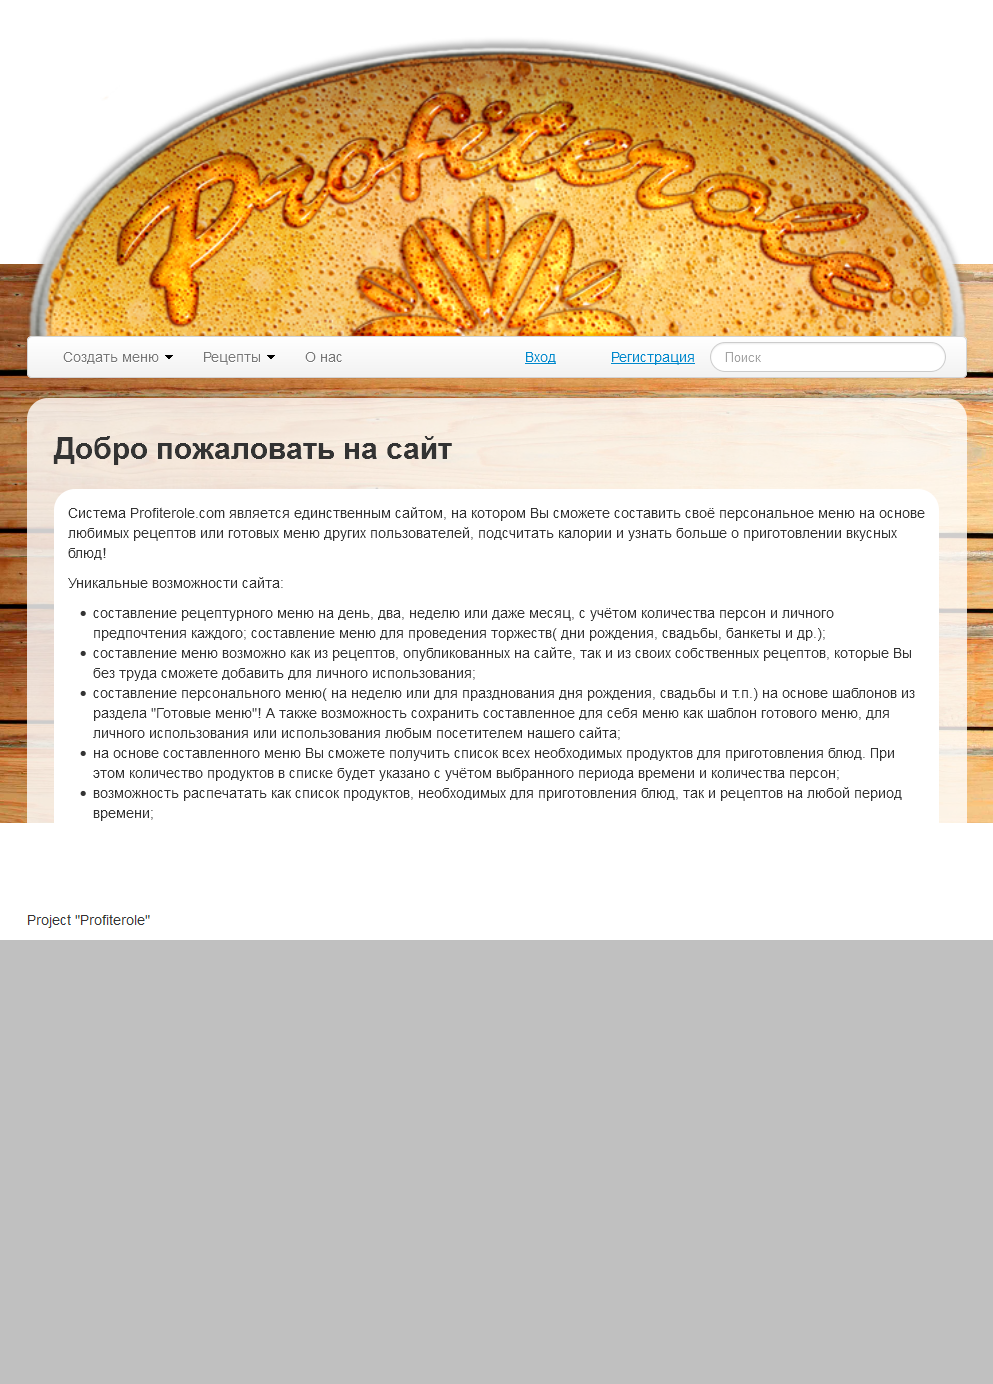 Profiterole
Создать меню
Рецепты
О нас
Вход
Регистрация
Поиск
Добро пожаловать на сайт
Система Profiterole.com является единственным сайтом, на котором Вы сможете составить своё персональное меню на основе
любимых рецептов или готовых меню других пользователей, подсчитать калории и узнать больше о приготовлении вкусных
блюд!
Уникальные возможности сайта:
составление рецептурного меню на день, два, неделю или даже месяц, с учётом количества персон и личного
предпочтения каждого; составление меню для проведения торжеств( дни рождения, свадьбы, банкеты и др.);
составление меню возможно как из рецептов, опубликованных на сайте, так и из своих собственных рецептов, которые Вы
без труда сможете добавить для личного использования;
составление персонального меню( на неделю или для празднования дня рождения, свадьбы и т.п.) на основе шаблонов из
раздела "Готовые меню"! А также возможность сохранить составленное для себя меню как шаблон готового меню, для
личного использования или использования любым посетителем нашего сайта;
на основе составленного меню Вы сможете получить список всех необходимых продуктов для приготовления блюд. При
этом количество продуктов в списке будет указано с учётом выбранного периода времени и количества персон;
возможность распечатать как список продуктов, необходимых для приготовления блюд, так и рецептов на любой период
времени;
Project "Profiterole"